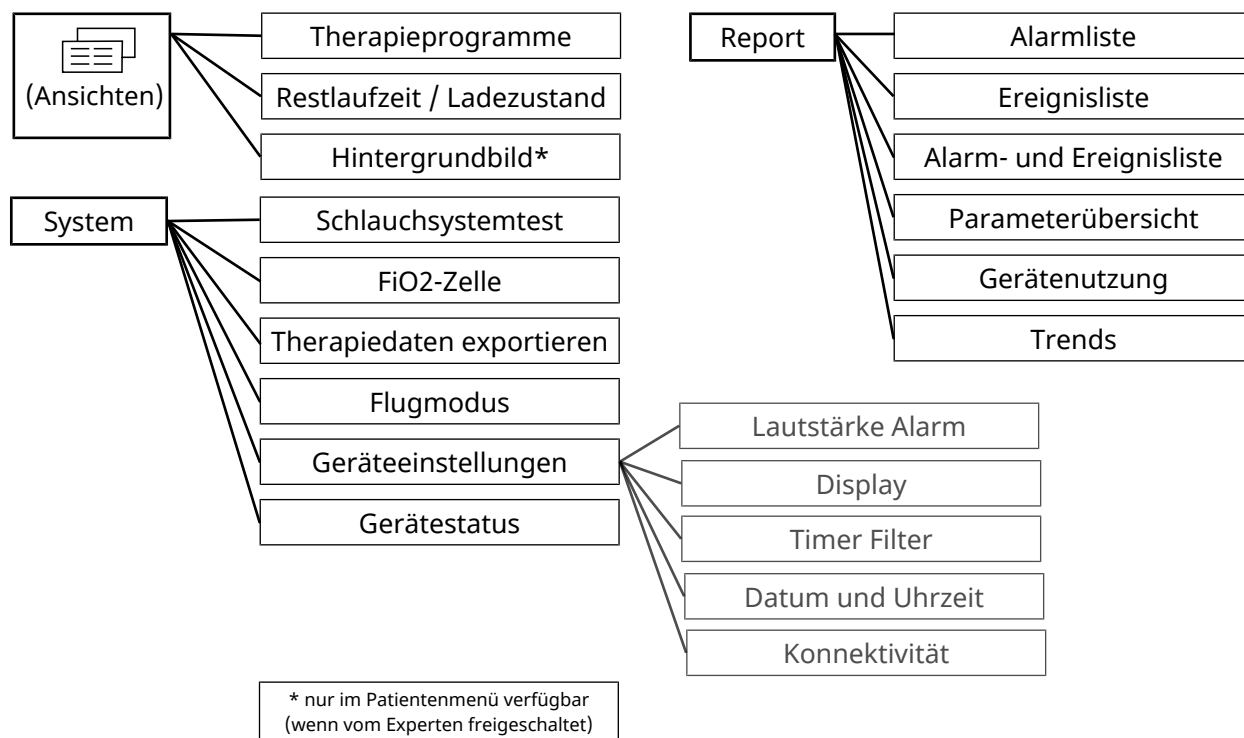 (Ansichten)
Therapieprogramme
Restlaufzeit / Ladezustand
Hintergrundbild*
System
Schlauchsystemtest
FiO2-Zelle
Therapiedaten exportieren
Flugmodus
Geräteeinstellungen
Gerätestatus
Lautstärke Alarm
Display
Timer Filter
Datum und Uhrzeit
Konnektivität
Report
Alarmliste
Ereignisliste
Alarm- und Ereignisliste
Parameterübersicht
Gerätenutzung
Trends
* nur im Patientenmenü verfügbar
(wenn vom Experten freigeschaltet)